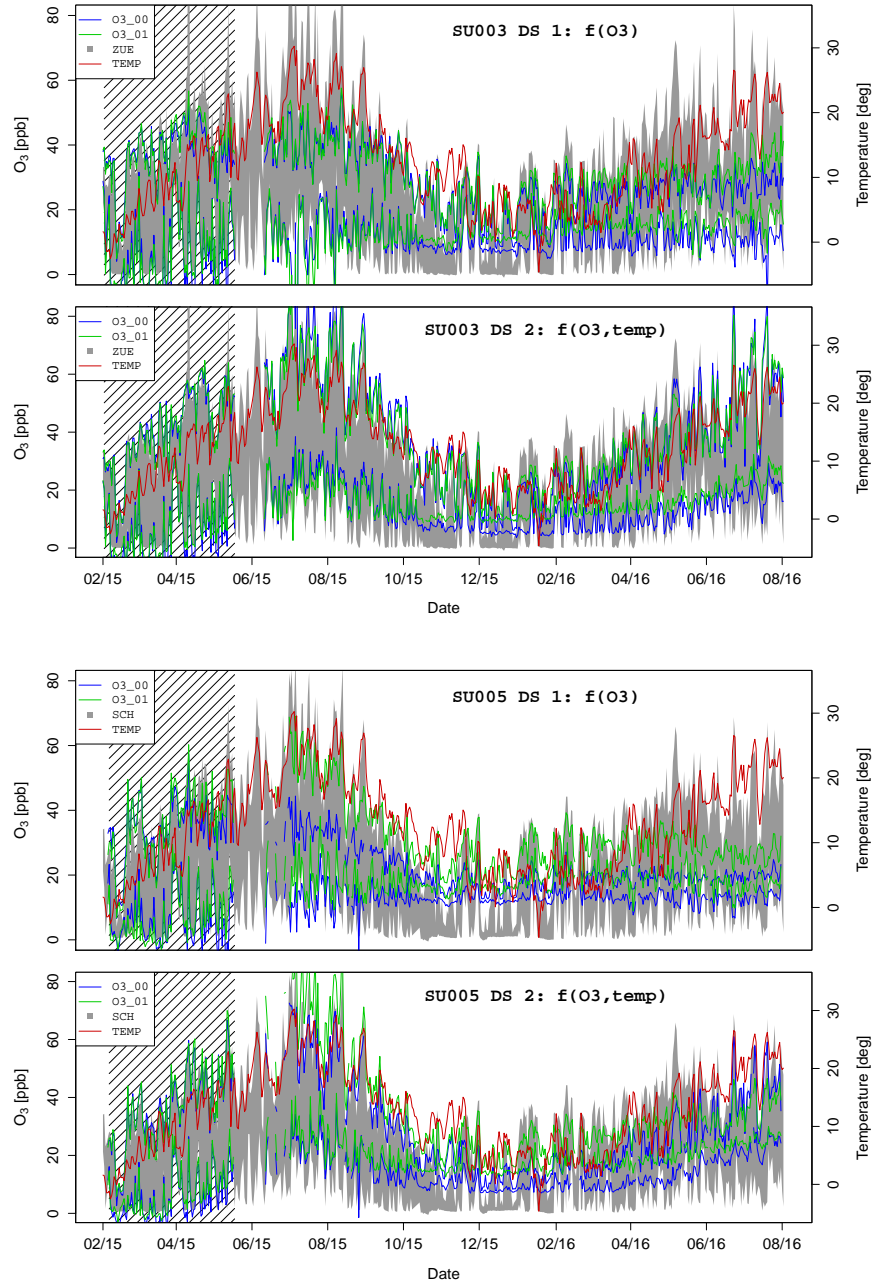 SU003 DS 1: f(O3)
O3_00
O3_01
ZUE
TEMP
O₃ [ppb]
0
20
40
60
80
Temperature [deg]
0
10
20
30
SU003 DS 2: f(O3,temp)
O3_00
O3_01
ZUE
TEMP
O₃ [ppb]
0
20
40
60
80
Temperature [deg]
0
10
20
30
02/15 04/15 06/15 08/15 10/15 12/15 02/16 04/16 06/16 08/16
Date
SU005 DS 1: f(O3)
O3_00
O3_01
SCH
TEMP
O₃ [ppb]
0
20
40
60
80
Temperature [deg]
0
10
20
30
SU005 DS 2: f(O3,temp)
O3_00
O3_01
SCH
TEMP
O₃ [ppb]
0
20
40
60
80
Temperature [deg]
0
10
20
30
02/15 04/15 06/15 08/15 10/15 12/15 02/16 04/16 06/16 08/16
Date